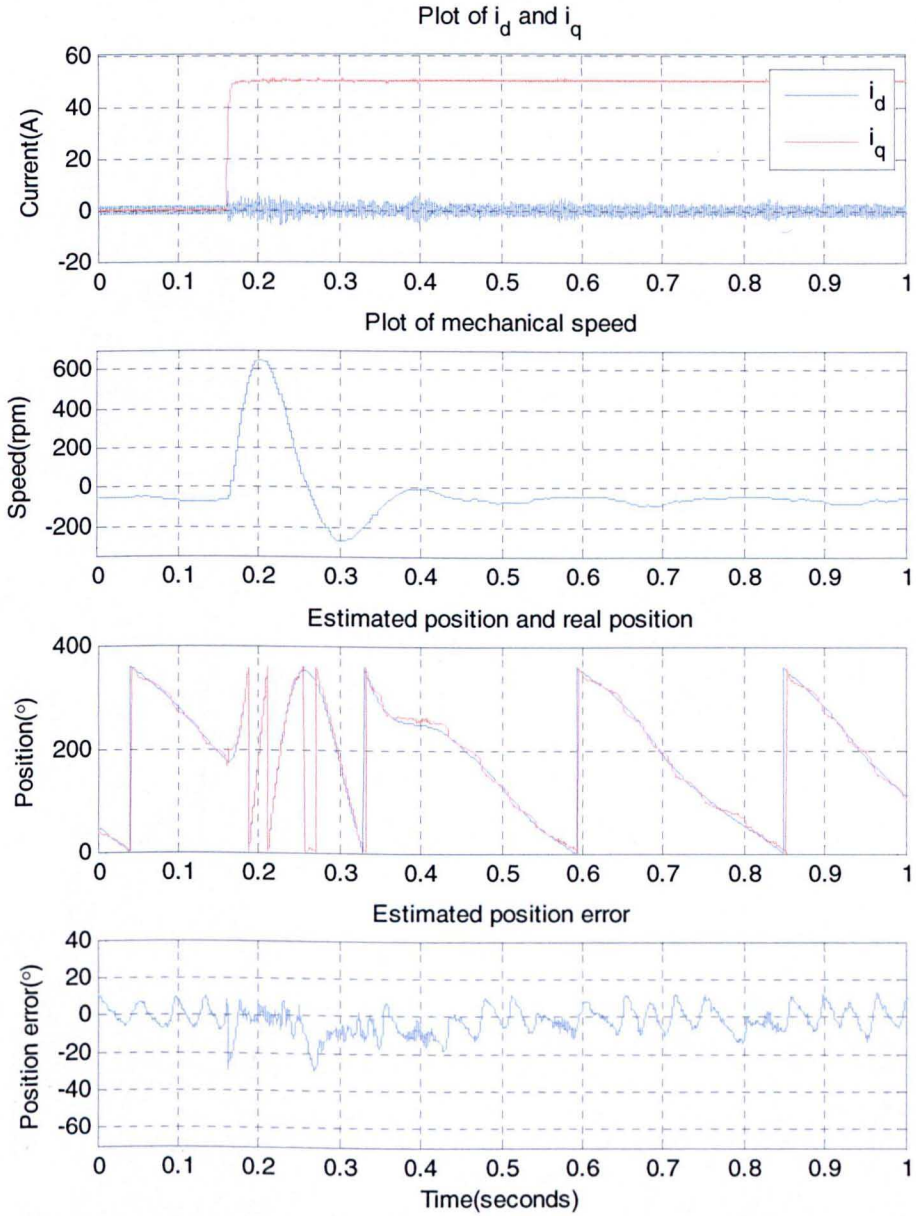 Plot of i_d and i_q
60
40
20
0
-20
Current(A)
i_d
i_q
0 0.1 0.2 0.3 0.4 0.5 0.6 0.7 0.8 0.9 1
Plot of mechanical speed
600
400
200
0
-200
Speed(rpm)
0 0.1 0.2 0.3 0.4 0.5 0.6 0.7 0.8 0.9 1
Estimated position and real position
400
200
0
Position(°)
0 0.1 0.2 0.3 0.4 0.5 0.6 0.7 0.8 0.9 1
Estimated position error
40
20
0
-20
-40
-60
Position error(°)
0 0.1 0.2 0.3 0.4 0.5 0.6 0.7 0.8 0.9 1
Time(seconds)